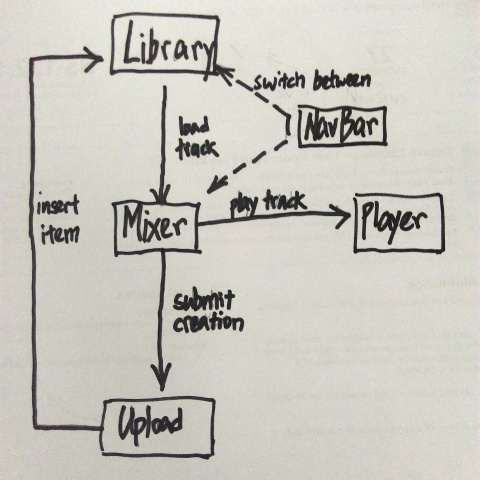 Library
switch between
NavBar
load
track
insert
item
Mixer
play track
Player
submit
creation
Upload